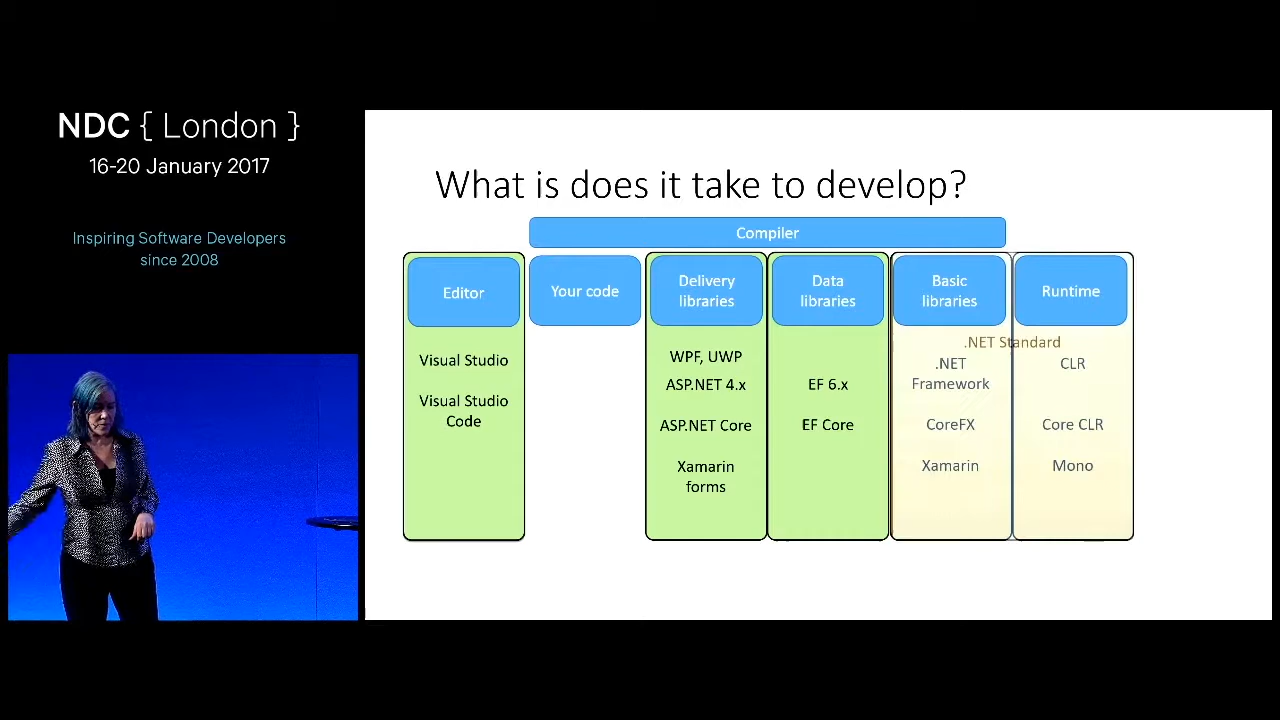 NDC { London }
16-20 January 2017
Inspiring Software Developers
since 2008
What is does it take to develop?
Compiler
Editor
Your code
Delivery
libraries
Data
libraries
Basic
libraries
Runtime
Visual Studio
Visual Studio
Code
WPF, UWP
ASP.NET 4.x
ASP.NET Core
Xamarin
forms
EF 6.x
EF Core
.NET Standard
.NET
Framework
CoreFX
Xamarin
CLR
Core CLR
Mono